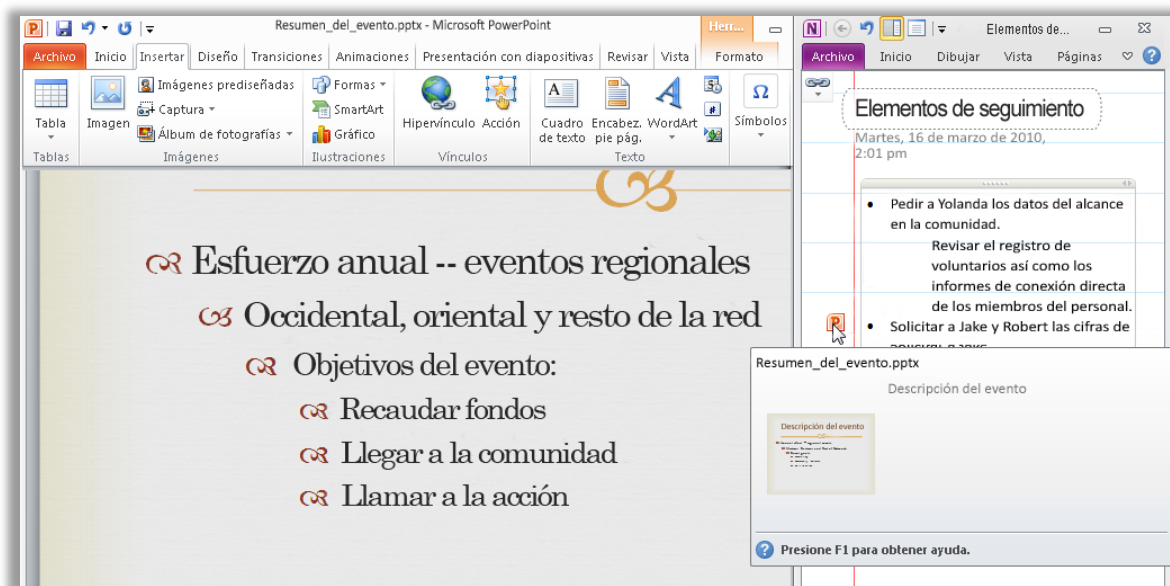 Resumen_del_evento.pptx - Microsoft PowerPoint
Herr...
Archivo Inicio Insertar Diseño Transiciones Animaciones Presentación con diapositivas Revisar Vista Formato
Tabla
Tablas
Imagen
Imágenes prediseñadas
Captura
Álbum de fotografías
Imágenes
Formas
SmartArt
Gráfico
Ilustraciones
Hipervínculo Acción
Vínculos
Cuadro de texto
Encabez. pie pág.
WordArt
Texto
Símbolos
Esfuerzo anual -- eventos regionales
Occidental, oriental y resto de la red
Objetivos del evento:
Recaudar fondos
Llegar a la comunidad
Llamar a la acción
Elementos de...
Archivo Inicio Dibujar Vista Páginas
Elementos de seguimiento
Martes, 16 de marzo de 2010,
2:01 pm
Pedir a Yolanda los datos del alcance
en la comunidad.
Revisar el registro de
voluntarios así como los
informes de conexión directa
de los miembros del personal.
Solicitar a Jake y Robert las cifras de
Resumen_del_evento.pptx
Descripción del evento
Descripción del evento
Presione F1 para obtener ayuda.